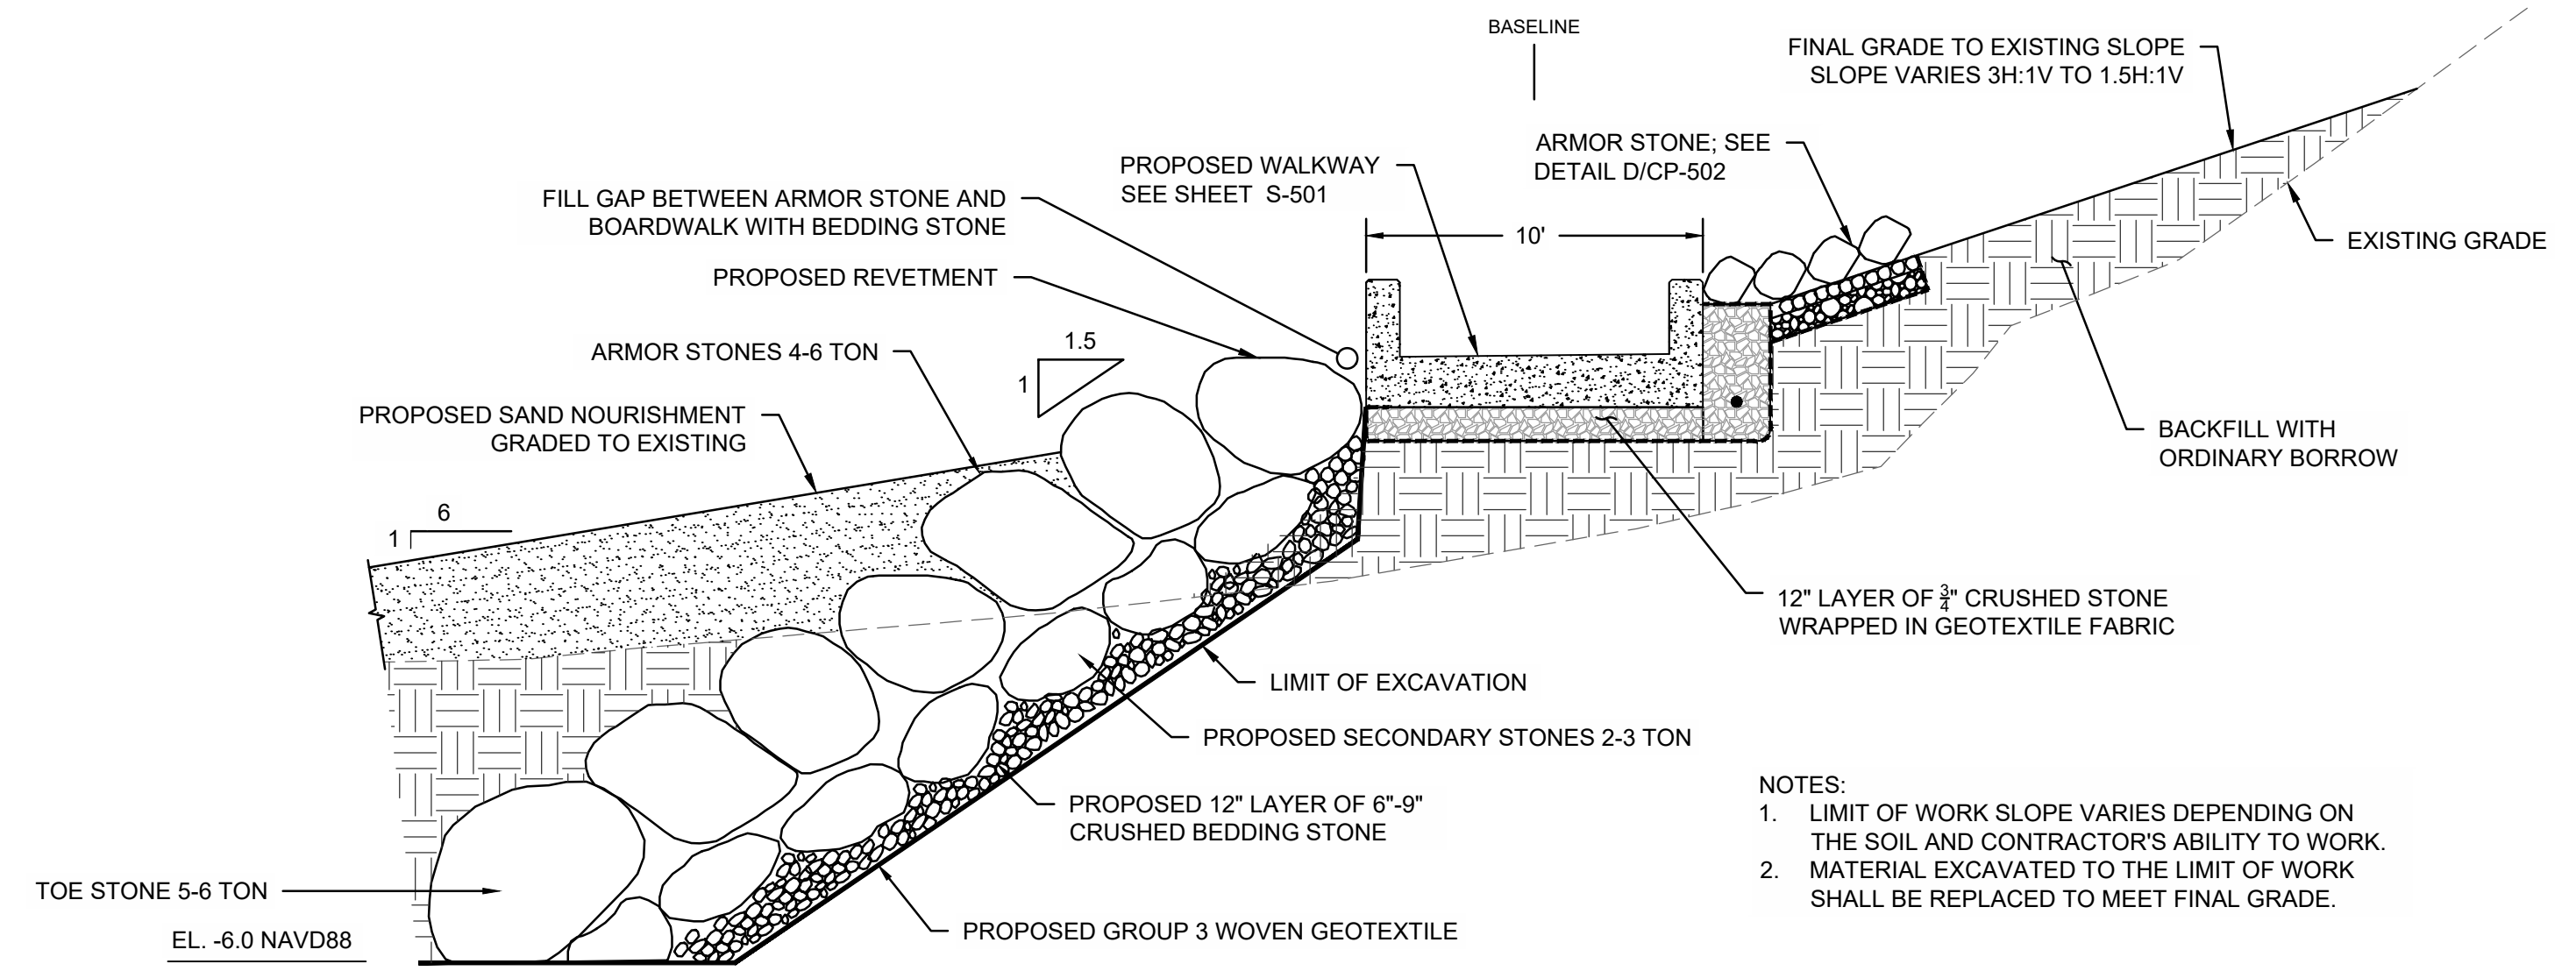 BASELINE
FINAL GRADE TO EXISTING SLOPE
SLOPE VARIES 3H:1V TO 1.5H:1V
ARMOR STONE; SEE
DETAIL D/CP-502
PROPOSED WALKWAY
SEE SHEET S-501
FILL GAP BETWEEN ARMOR STONE AND
BOARDWALK WITH BEDDING STONE
10'
EXISTING GRADE
PROPOSED REVETMENT
1.5
1
ARMOR STONES 4-6 TON
PROPOSED SAND NOURISHMENT
GRADED TO EXISTING
BACKFILL WITH
ORDINARY BORROW
6
1
12" LAYER OF 3/4" CRUSHED STONE
WRAPPED IN GEOTEXTILE FABRIC
LIMIT OF EXCAVATION
PROPOSED SECONDARY STONES 2-3 TON
PROPOSED 12" LAYER OF 6"-9"
CRUSHED BEDDING STONE
NOTES:
1. LIMIT OF WORK SLOPE VARIES DEPENDING ON
THE SOIL AND CONTRACTOR'S ABILITY TO WORK.
2. MATERIAL EXCAVATED TO THE LIMIT OF WORK
SHALL BE REPLACED TO MEET FINAL GRADE.
TOE STONE 5-6 TON
PROPOSED GROUP 3 WOVEN GEOTEXTILE
EL. -6.0 NAVD88